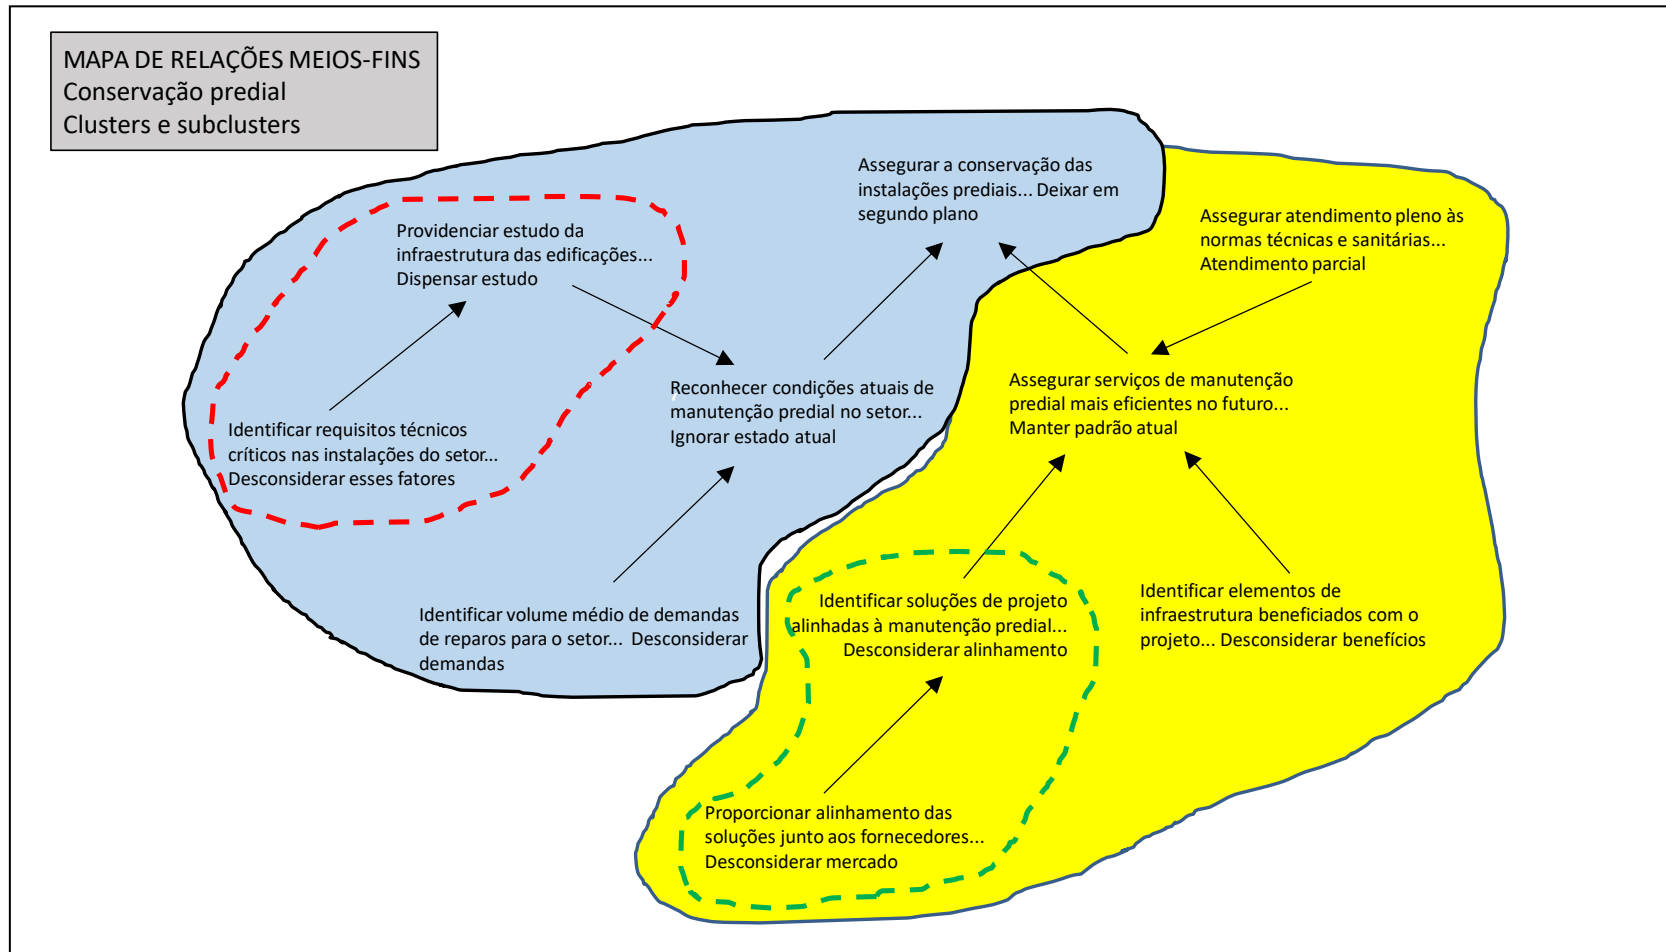 MAPA DE RELAÇÕES MEIOS-FINS
Conservação predial
Clusters e subclusters
Assegurar a conservação das
instalações prediais... Deixar em
segundo plano
Assegurar atendimento pleno às
normas técnicas e sanitárias...
Atendimento parcial
Providenciar estudo da
infraestrutura das edificações...
Dispensar estudo
Reconhecer condições atuais de
manutenção predial no setor...
Ignorar estado atual
Assegurar serviços de manutenção
predial mais eficientes no futuro...
Manter padrão atual
Identificar requisitos técnicos
críticos nas instalações do setor...
Desconsiderar esses fatores
Identificar volume médio de demandas
de reparos para o setor... Desconsiderar
demandas
Identificar soluções de projeto
alinhadas à manutenção predial...
Desconsiderar alinhamento
Identificar elementos de
infraestrutura beneficiados com o
projeto... Desconsiderar benefícios
Proporcionar alinhamento das
soluções junto aos fornecedores...
Desconsiderar mercado